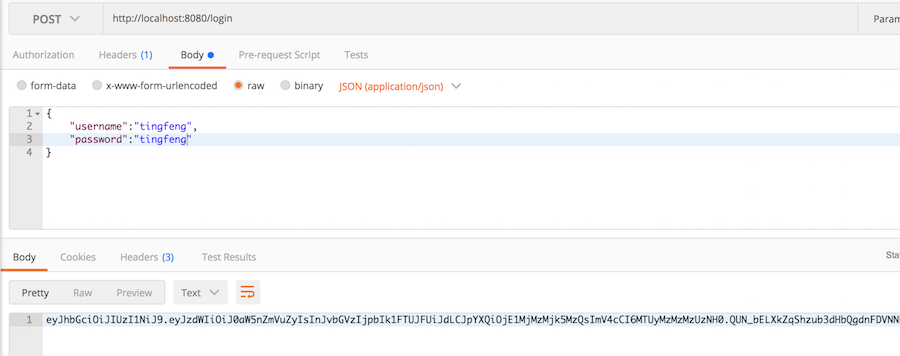 POST http://localhost:8080/login Param
Authorization Headers (1) Body Pre-request Script Tests
form-data x-www-form-urlencoded raw binary JSON (application/json)
1 {
2 "username":"tingfeng",
3 "password":"tingfeng"
4 }
Body Cookies Headers (3) Test Results Sta
Pretty Raw Preview Text
1 eyJhbGciOiJIUzI1NiJ9.eyJzdWIiOiJ0aW5nZmVuZyIsInJvbGVzIjpbIk1FTUJFUiJdLCJpYXQiOjE1MjMzMjk5MzQsImV4cCI6MTUyMzMzMzUzNH0.QUN_bELXkZqShzub3dHbQgdnFDVNN